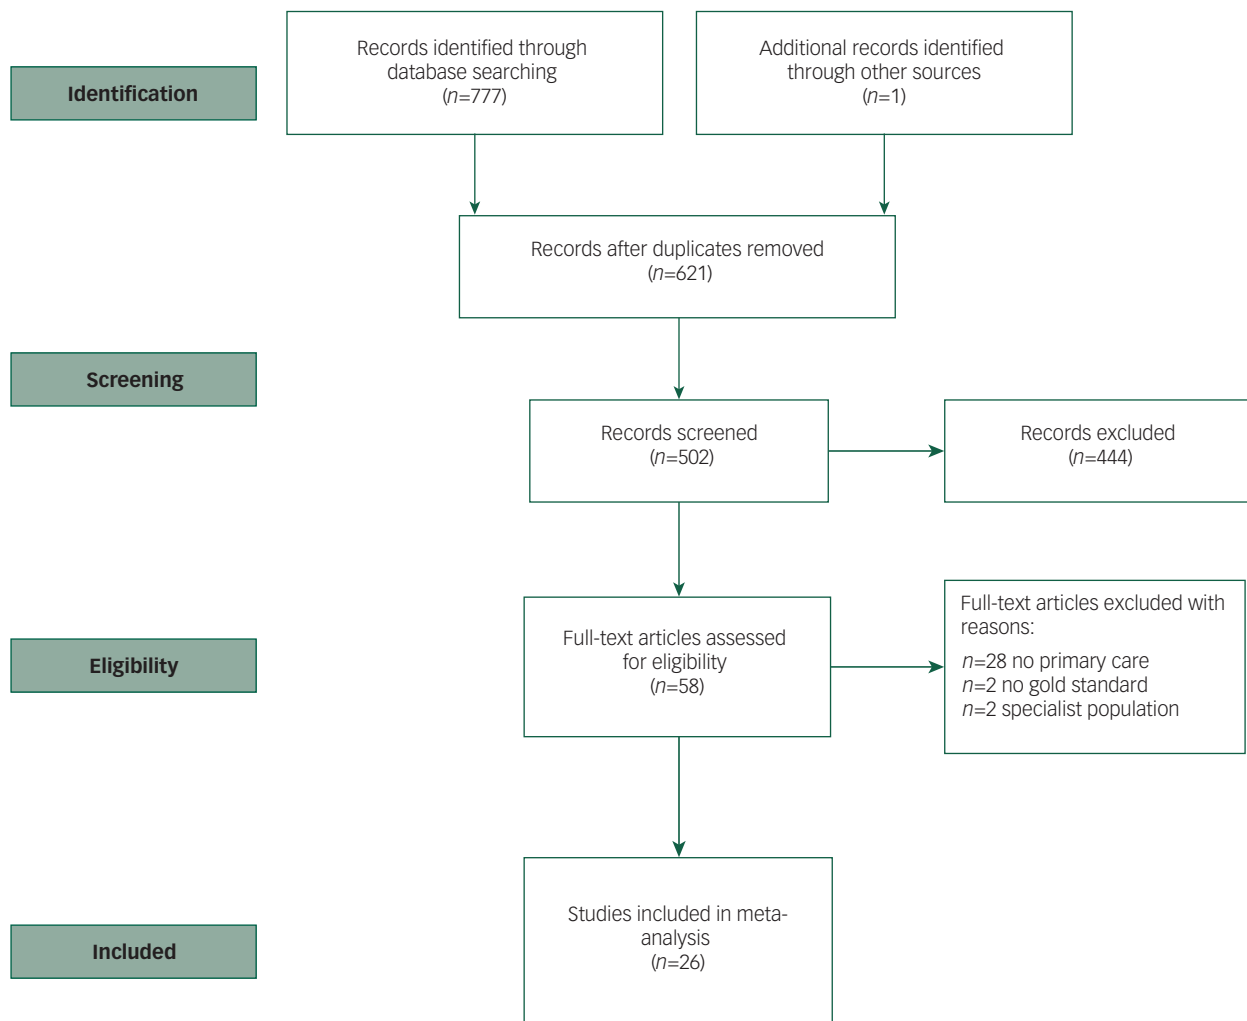 Identification
Records identified through
database searching
(n=777)
Additional records identified
through other sources
(n=1)
Records after duplicates removed
(n=621)
Screening
Records screened
(n=502)
Records excluded
(n=444)
Eligibility
Full-text articles assessed
for eligibility
(n=58)
Full-text articles excluded with
reasons:
n=28 no primary care
n=2 no gold standard
n=2 specialist population
Included
Studies included in meta-
analysis
(n=26)